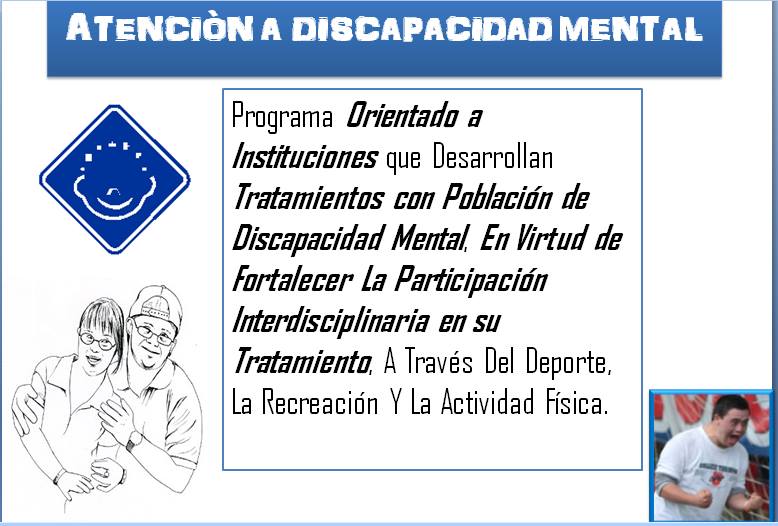 ATENCIÒN A DISCAPACIDAD MENTAL
Programa Orientado a
Instituciones que Desarrollan
Tratamientos con Población de
Discapacidad Mental, En Virtud de
Fortalecer La Participación
Interdisciplinaria en su
Tratamiento, A Través Del Deporte,
La Recreación Y La Actividad Física.